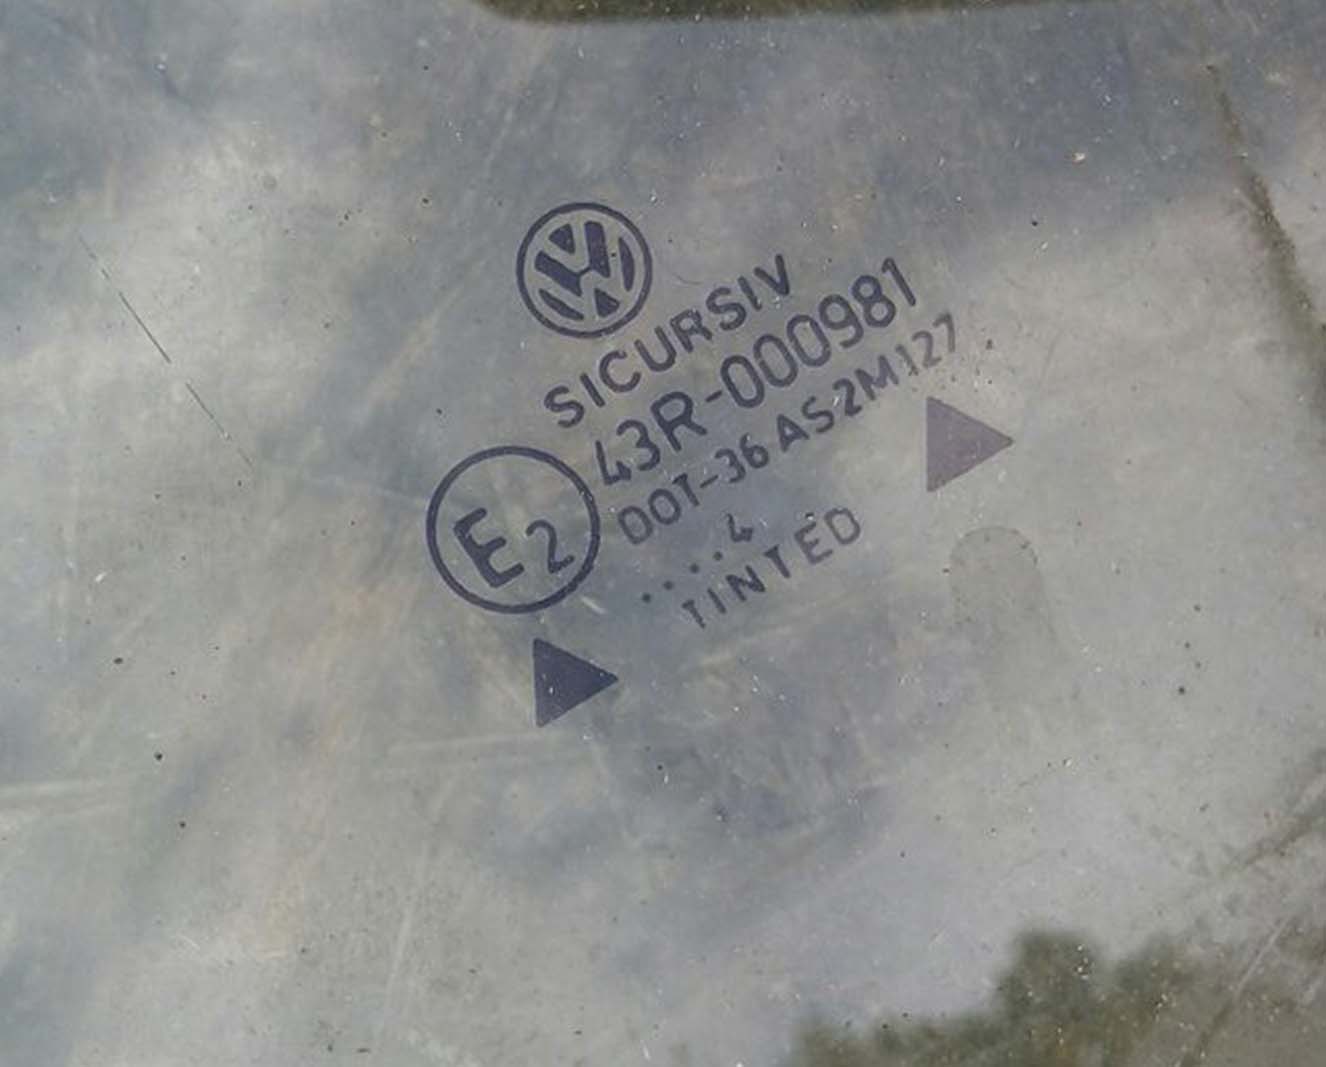 SICURSIV
43R-000981
DOT-36 AS2M127
E2
...4
TINTED